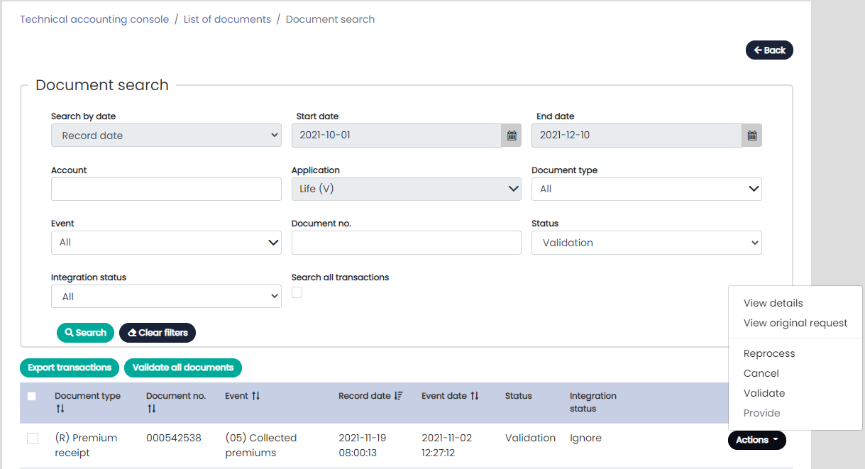 Technical accounting console / List of documents / Document search
Back
Document search
Search by date Start date End date
Record date 2021-10-01 2021-12-10
Account Application Document type
Life (V) All
Event Document no. Status
All Validation
Integration status Search all transactions
All
Search Clear filters
View details
View original request
Reprocess
Cancel
Validate
Provide
Export transactions Validate all documents
Document type Document no. Event Record date Event date Status Integration
status
(R) Premium 000542538 (05) Collected 2021-11-19 2021-11-02 Validation Ignore Actions
receipt premiums 08:00:13 12:27:12